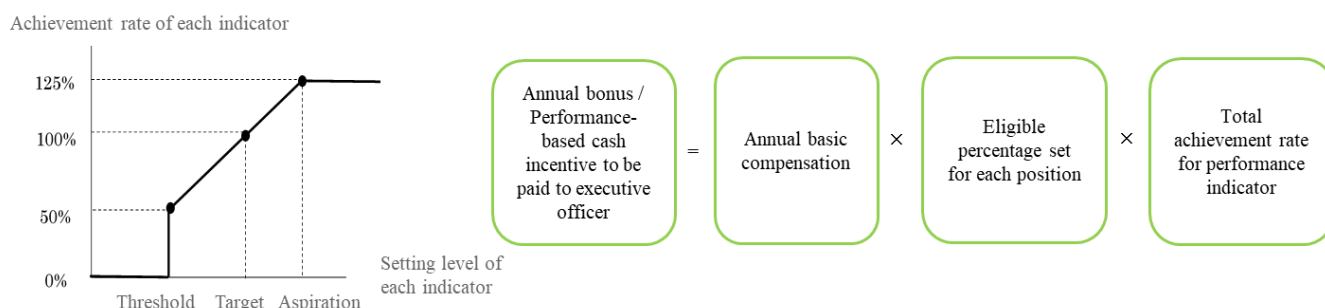 Achievement rate of each indicator
125%
100%
50%
0%
Threshold Target Aspiration
Setting level of
each indicator
Annual bonus /
Performance-
based cash
incentive to be
paid to executive
officer
=
Annual basic
compensation
×
Eligible
percentage set
for each position
×
Total
achievement rate
for performance
indicator